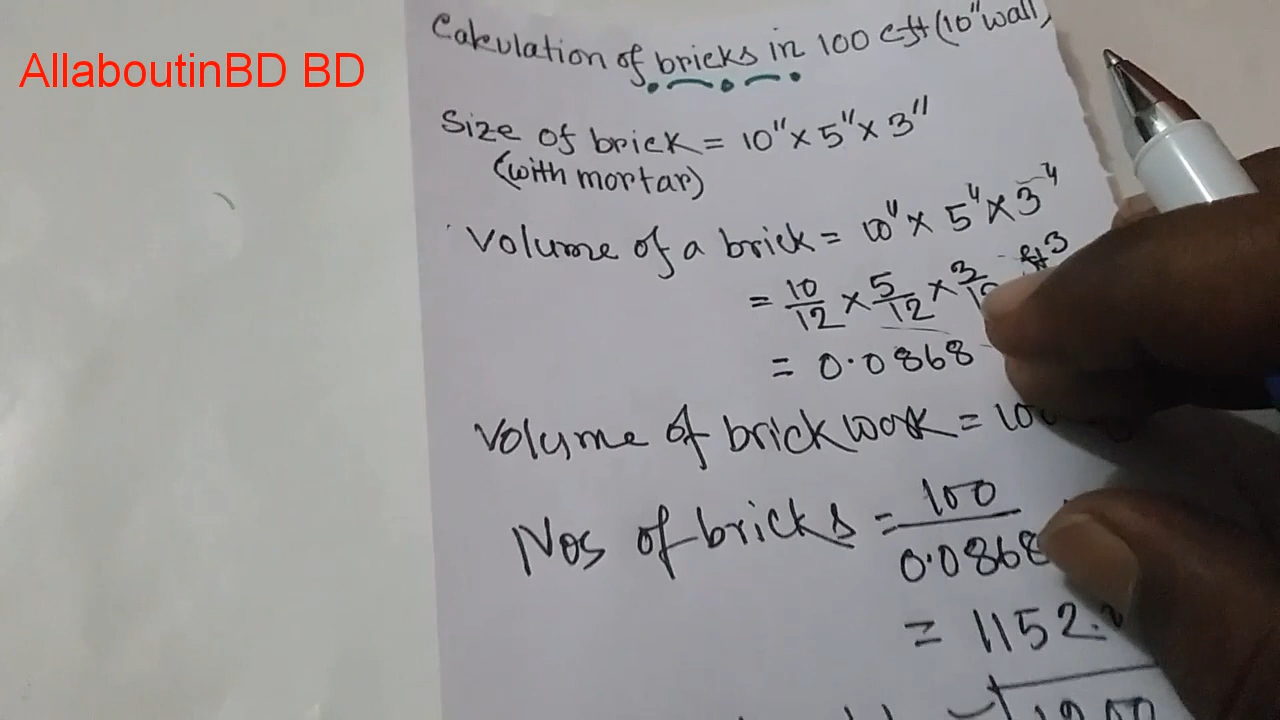 AllaboutinBD BD
Calculation of bricks in 100 cft (10" wall)
Size of brick = 10" × 5" × 3"
(with mortar)
Volume of a brick = 10" × 5" × 3"
= 10/12 × 5/12 × 3/12 ft3
= 0.0868
Volume of brick work = 100
Nos of bricks = 100/0.0868
= 1152.